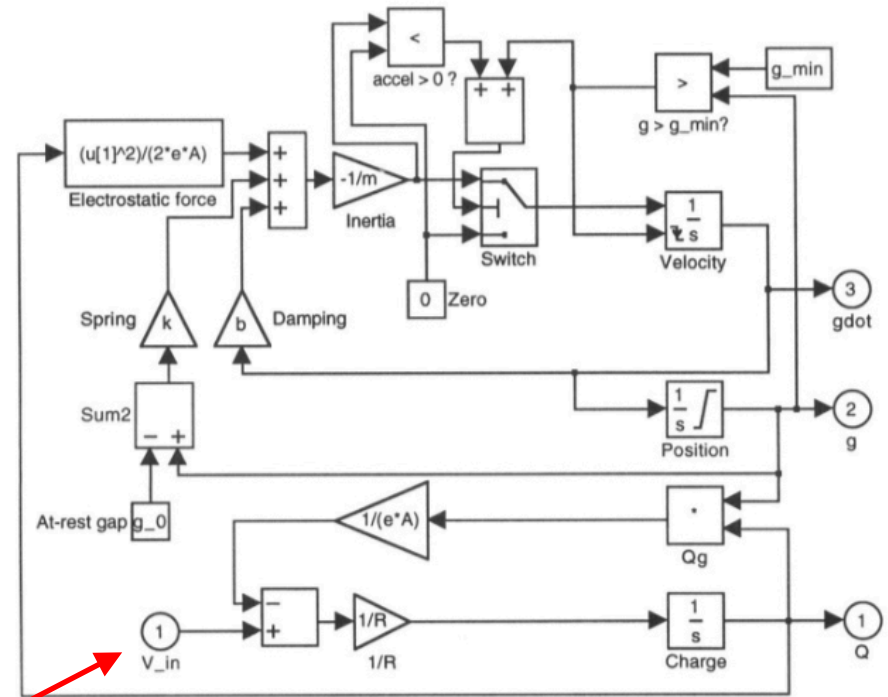 <
accel > 0 ?
+ +
>
g > g_min?
g_min
(u[1]^2)/(2*e*A)
Electrostatic force
+
+
+
-1/m
Inertia
Switch
1
s
Velocity
0
Zero
3
gdot
Spring
k
b
Damping
Sum2
− +
1
s
Position
2
g
At-rest gap
g_0
1/(e*A)
*
Qg
1
V_in
−
+
1/R
1/R
1
s
Charge
1
Q